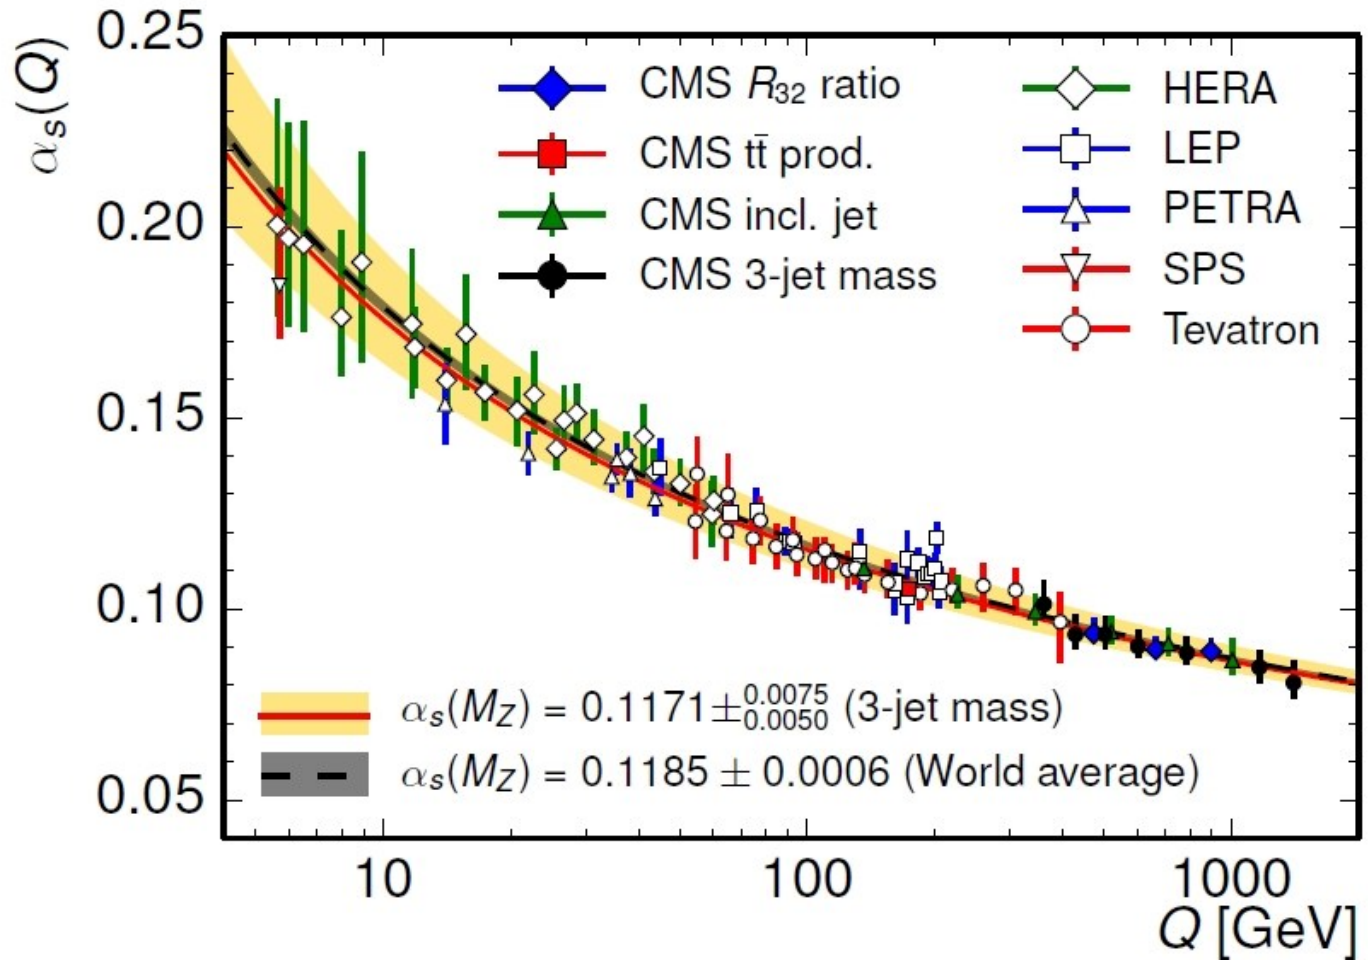 αs(Q)
0.25
0.20
0.15
0.10
0.05
CMS R32 ratio
CMS tt̄ prod.
CMS incl. jet
CMS 3-jet mass
HERA
LEP
PETRA
SPS
Tevatron
αs(MZ) = 0.1171 ± 0.0075 0.0050 (3-jet mass)
αs(MZ) = 0.1185 ± 0.0006 (World average)
10 100 1000
Q [GeV]